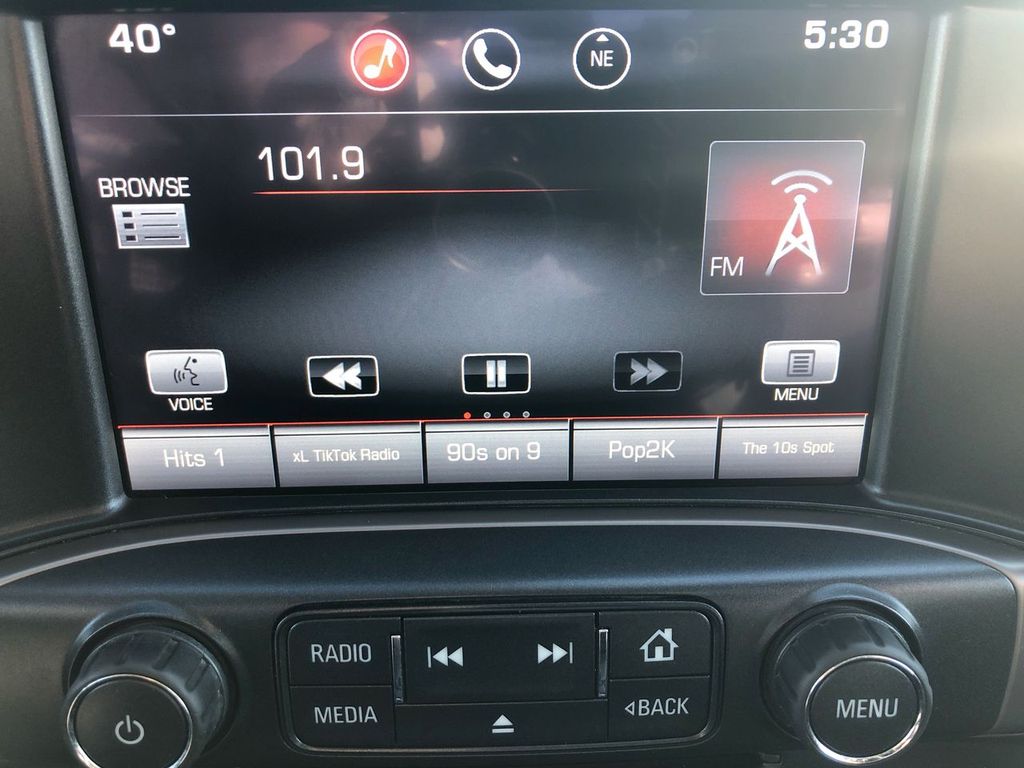 40°
NE
5:30
101.9
BROWSE
FM
VOICE
MENU
Hits 1
xL TikTok Radio
90s on 9
Pop2K
The 10s Spot
RADIO
MEDIA
BACK
MENU